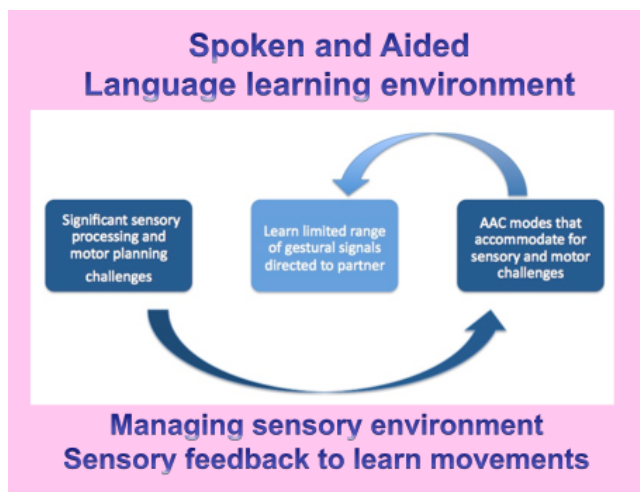 Spoken and Aided
Language learning environment
Significant sensory
processing and
motor planning
challenges
Learn limited range
of gestural signals
directed to partner
AAC modes that
accommodate for
sensory and motor
challenges
Managing sensory environment
Sensory feedback to learn movements